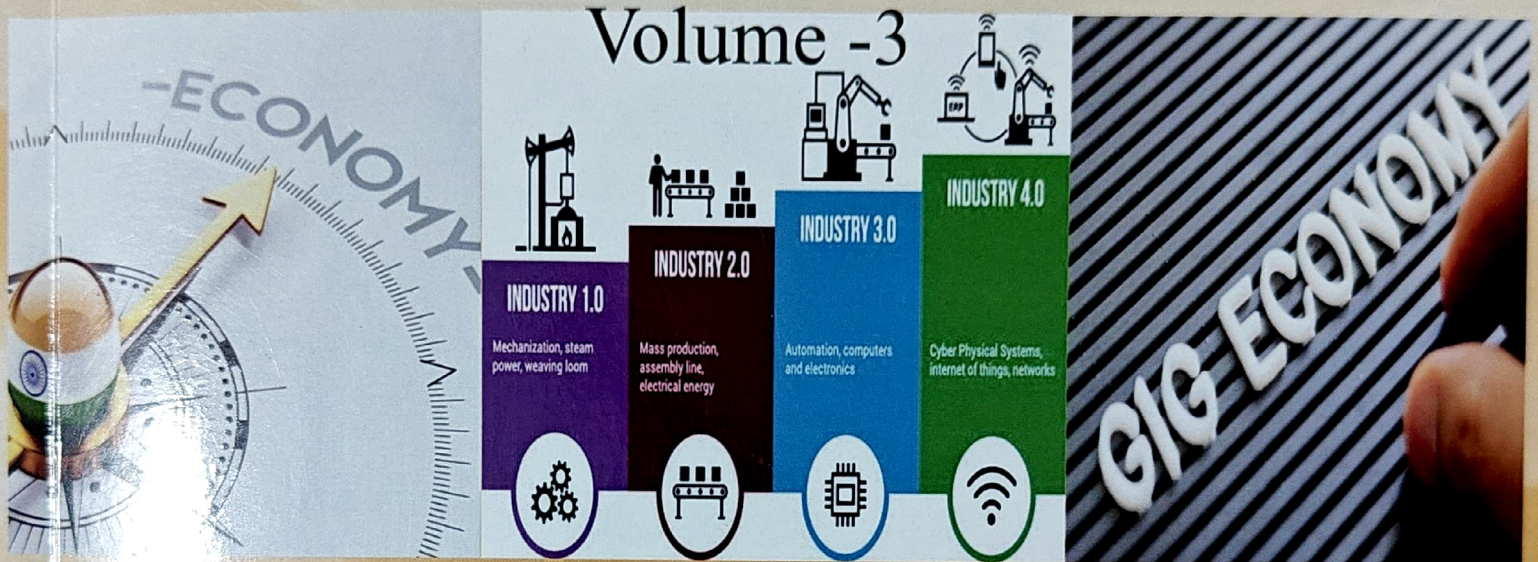 Volume -3
-ECONOMY-
ERP
INDUSTRY 1.0
Mechanization, steam
power, weaving loom
INDUSTRY 2.0
Mass production,
assembly line,
electrical energy
INDUSTRY 3.0
Automation, computers
and electronics
INDUSTRY 4.0
Cyber Physical Systems,
internet of things, networks
GIG ECONOMY